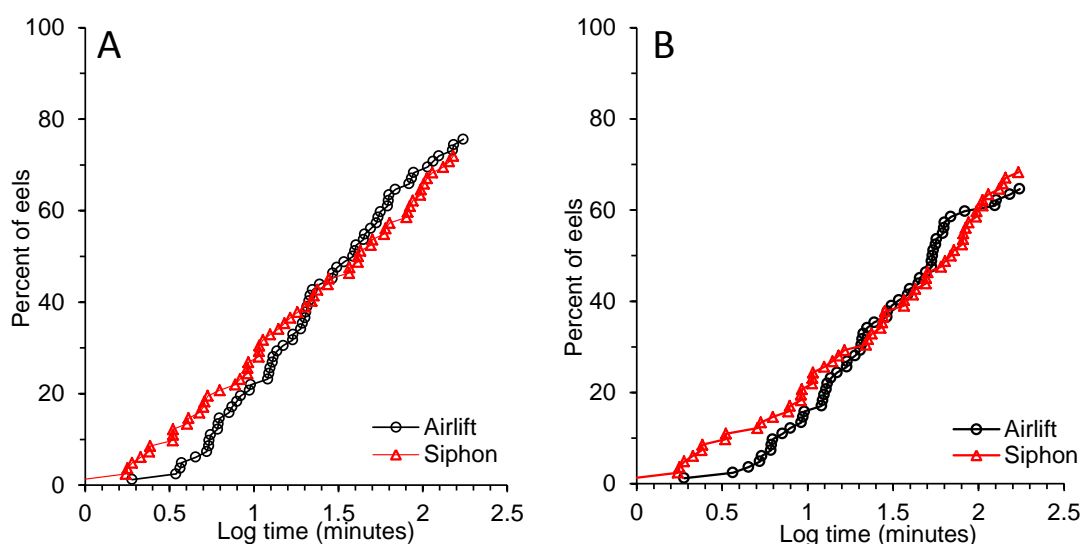 A
Percent of eels
100
80
60
40
20
0
0 0.5 1 1.5 2 2.5
Log time (minutes)
Airlift
Siphon
B
Percent of eels
100
80
60
40
20
0
0 0.5 1 1.5 2 2.5
Log time (minutes)
Airlift
Siphon